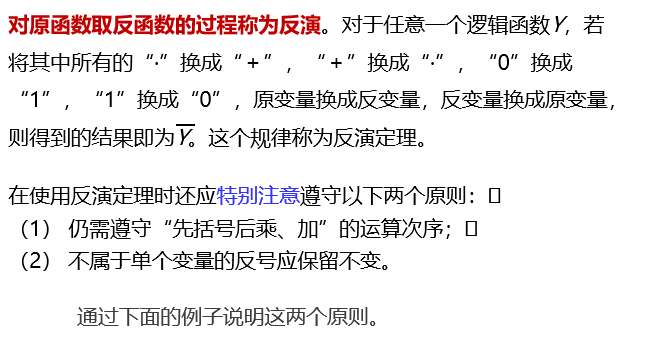 对原函数取反函数的过程称为反演。对于任意一个逻辑函数Y，若
将其中所有的“·”换成“＋”，“＋”换成“·”，“0”换成
“1”，“1”换成“0”，原变量换成反变量，反变量换成原变量，
则得到的结果即为Y̅。这个规律称为反演定理。
在使用反演定理时还应特别注意遵守以下两个原则：
（1） 仍需遵守“先括号后乘、加”的运算次序；
（2） 不属于单个变量的反号应保留不变。
通过下面的例子说明这两个原则。